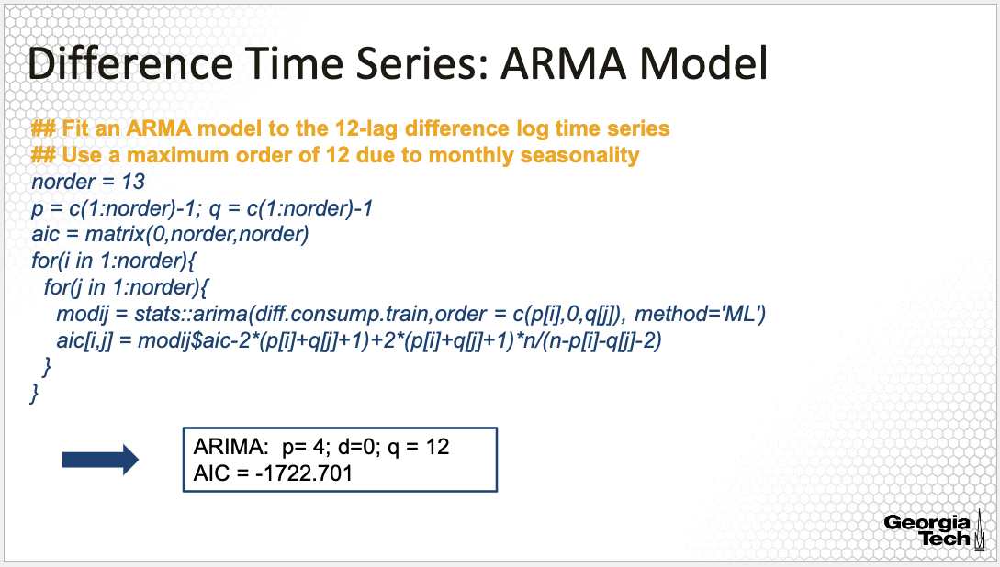 Difference Time Series: ARMA Model
## Fit an ARMA model to the 12-lag difference log time series
## Use a maximum order of 12 due to monthly seasonality
norder = 13
p = c(1:norder)-1; q = c(1:norder)-1
aic = matrix(0,norder,norder)
for(i in 1:norder){
for(j in 1:norder){
modij = stats::arima(diff.consump.train,order = c(p[i],0,q[j]), method='ML')
aic[i,j] = modij$aic-2*(p[i]+q[j]+1)+2*(p[i]+q[j]+1)*n/(n-p[i]-q[j]-2)
}
}
ARIMA: p= 4; d=0; q = 12
AIC = -1722.701
Georgia
Tech